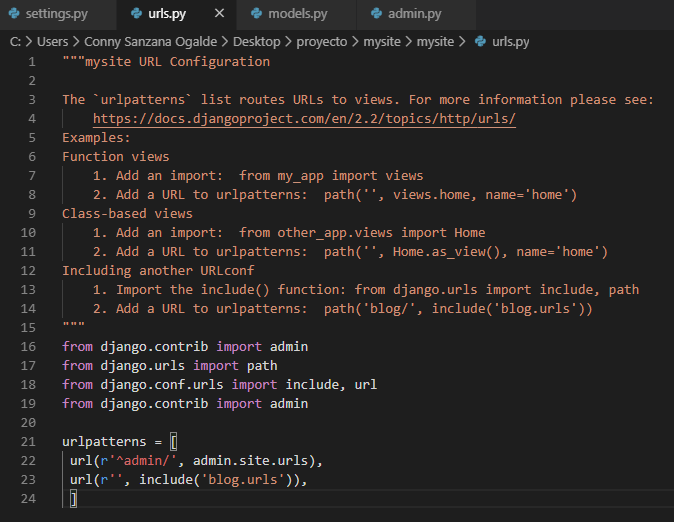 settings.py urls.py × models.py admin.py
C: > Users > Conny Sanzana Ogalde > Desktop > proyecto > mysite > mysite > urls.py
1 """mysite URL Configuration
2
3 The `urlpatterns` list routes URLs to views. For more information please see:
4     https://docs.djangoproject.com/en/2.2/topics/http/urls/
5 Examples:
6 Function views
7     1. Add an import:  from my_app import views
8     2. Add a URL to urlpatterns:  path('', views.home, name='home')
9 Class-based views
10     1. Add an import:  from other_app.views import Home
11     2. Add a URL to urlpatterns:  path('', Home.as_view(), name='home')
12 Including another URLconf
13     1. Import the include() function: from django.urls import include, path
14     2. Add a URL to urlpatterns:  path('blog/', include('blog.urls'))
15 """
16 from django.contrib import admin
17 from django.urls import path
18 from django.conf.urls import include, url
19 from django.contrib import admin
20
21 urlpatterns = [
22  url(r'^admin/', admin.site.urls),
23  url(r'', include('blog.urls')),
24  ]